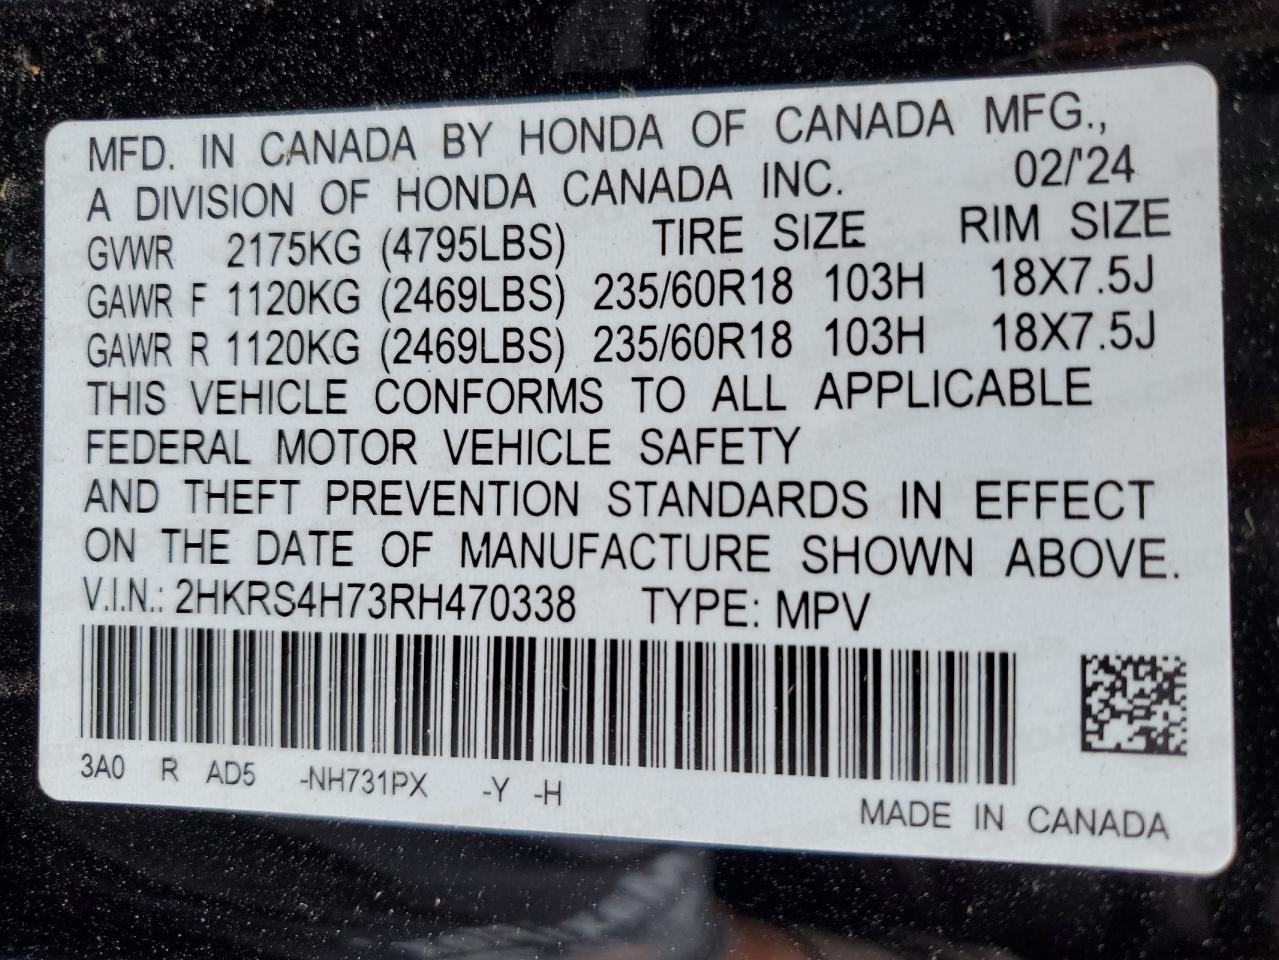 MFD. IN CANADA BY HONDA OF CANADA MFG.,
A DIVISION OF HONDA CANADA INC. 02/'24
GVWR 2175KG (4795LBS) TIRE SIZE RIM SIZE
GAWR F 1120KG (2469LBS) 235/60R18 103H 18X7.5J
GAWR R 1120KG (2469LBS) 235/60R18 103H 18X7.5J
THIS VEHICLE CONFORMS TO ALL APPLICABLE
FEDERAL MOTOR VEHICLE SAFETY
AND THEFT PREVENTION STANDARDS IN EFFECT
ON THE DATE OF MANUFACTURE SHOWN ABOVE.
V.I.N.: 2HKRS4H73RH470338 TYPE: MPV
3A0 R AD5 -NH731PX -Y -H
MADE IN CANADA